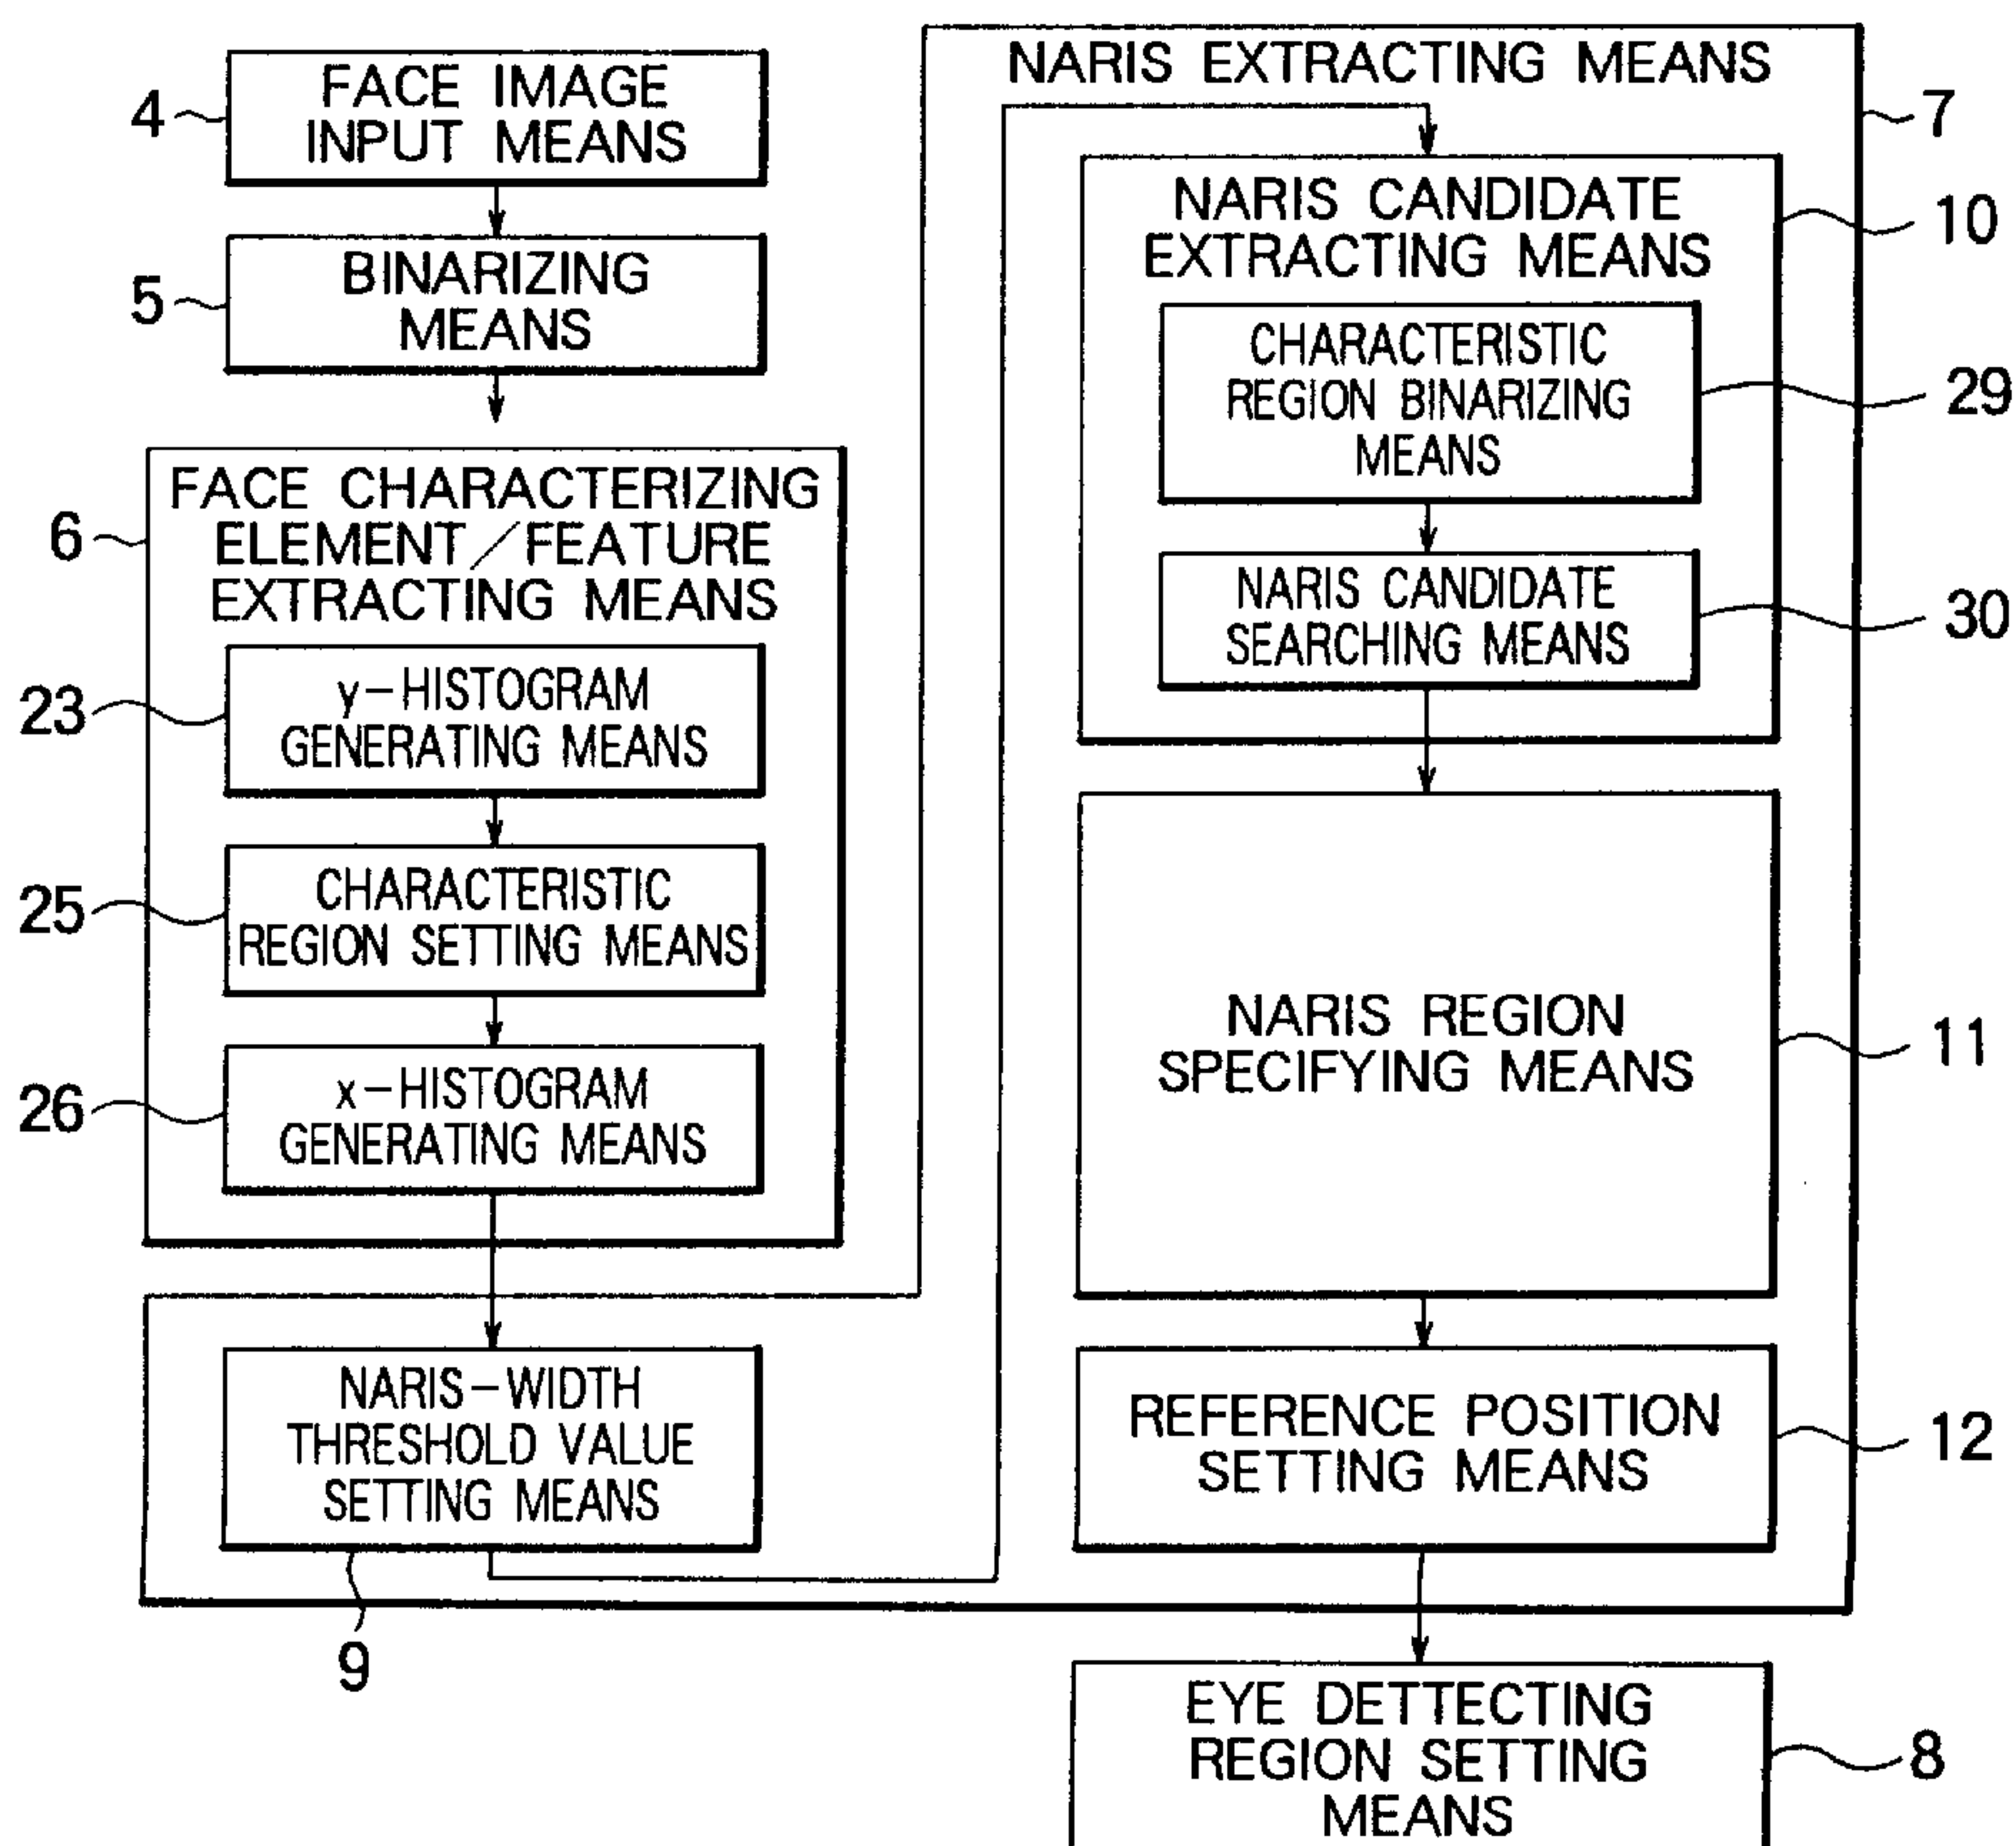 4
FACE IMAGE
INPUT MEANS
5
BINARIZING
MEANS
6
FACE CHARACTERIZING
ELEMENT／FEATURE
EXTRACTING MEANS
23
y-HISTOGRAM
GENERATING MEANS
25
CHARACTERISTIC
REGION SETTING MEANS
26
x-HISTOGRAM
GENERATING MEANS
NARIS-WIDTH
THRESHOLD VALUE
SETTING MEANS
9
NARIS EXTRACTING MEANS
7
NARIS CANDIDATE
EXTRACTING MEANS
10
CHARACTERISTIC
REGION BINARIZING
MEANS
29
NARIS CANDIDATE
SEARCHING MEANS
30
NARIS REGION
SPECIFYING MEANS
11
REFERENCE POSITION
SETTING MEANS
12
EYE DETTECTING
REGION SETTING
MEANS
8